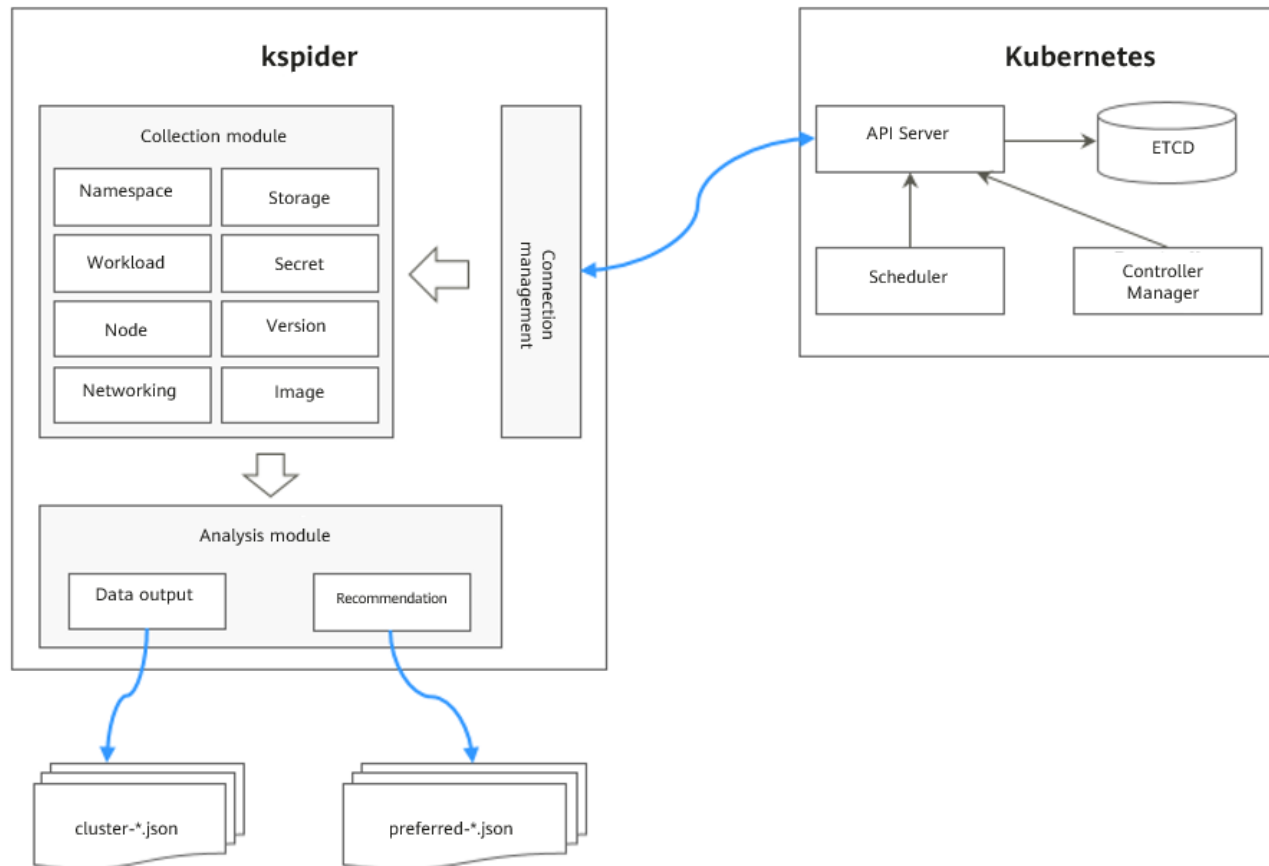 kspider
Collection module
Namespace
Storage
Workload
Secret
Node
Version
Networking
Image
Connection
management
Analysis module
Data output
Recommendation
cluster-*.json
preferred-*.json
Kubernetes
API Server
ETCD
Scheduler
Controller
Manager